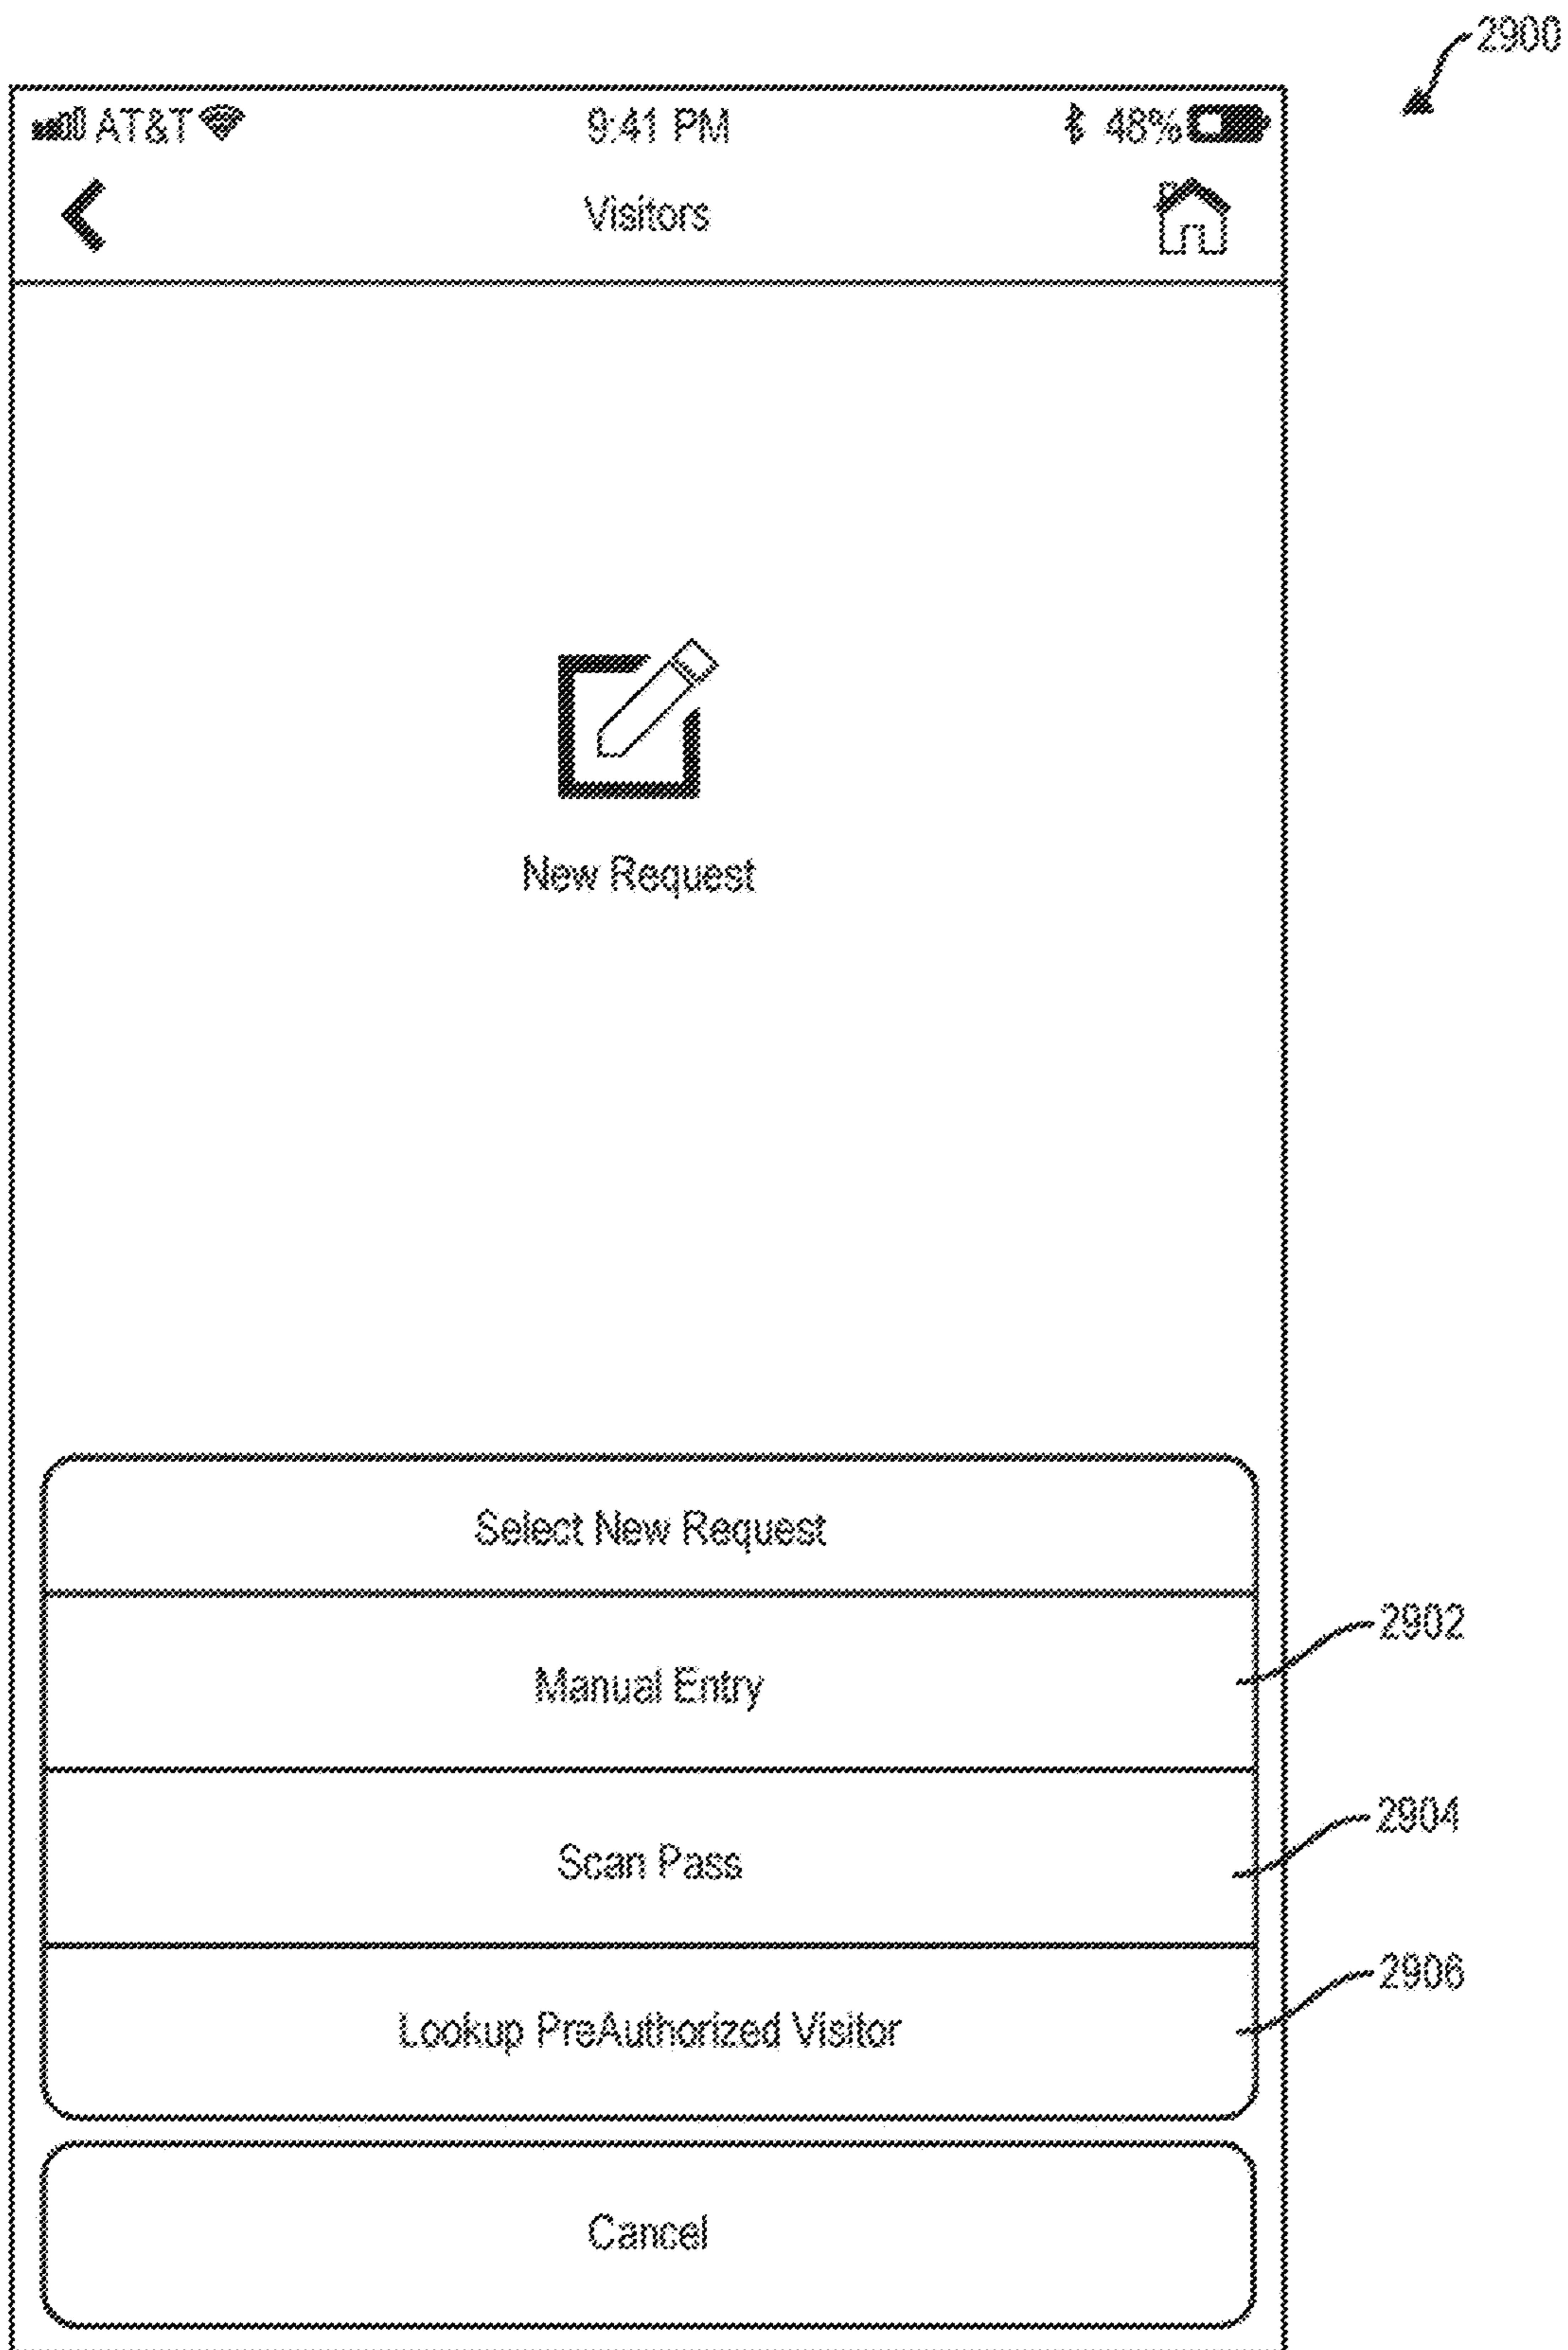 2900
AT&T 9:41 PM 48%
Visitors
New Request
Select New Request
Manual Entry
2902
Scan Pass
2904
Lookup PreAuthorized Visitor
2906
Cancel